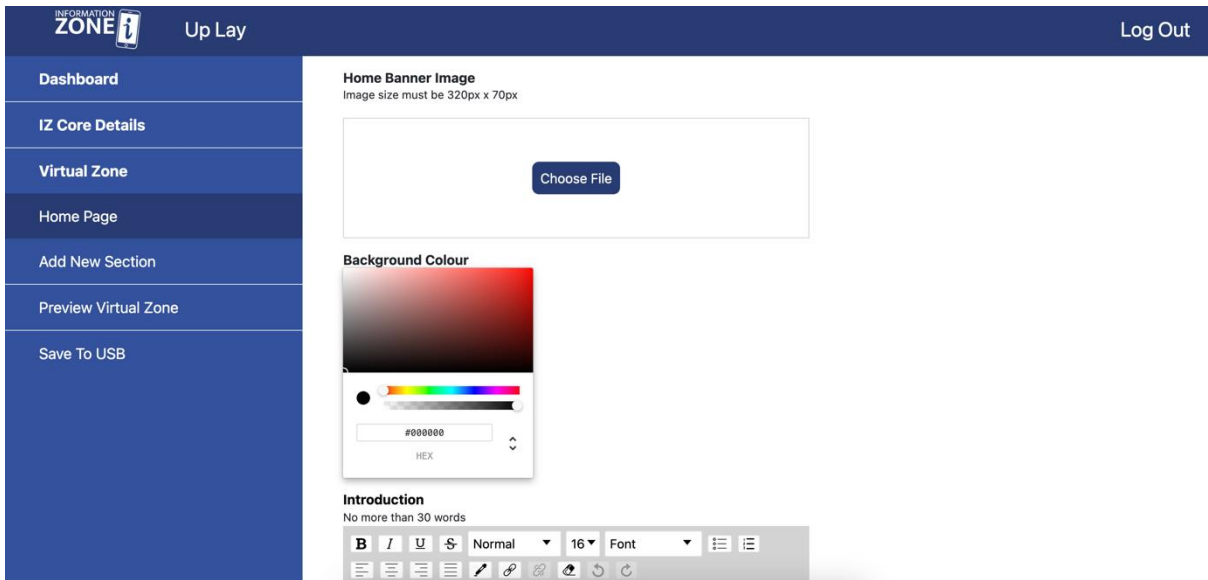 INFORMATION
ZONE i
Up Lay
Log Out
Dashboard
IZ Core Details
Virtual Zone
Home Page
Add New Section
Preview Virtual Zone
Save To USB
Home Banner Image
Image size must be 320px x 70px
Choose File
Background Colour
#000000
HEX
Introduction
No more than 30 words
B I U S Normal 16 Font